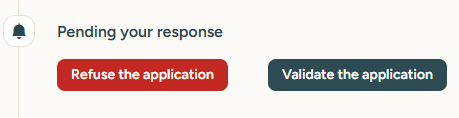 Pending your response
Refuse the application
Validate the application